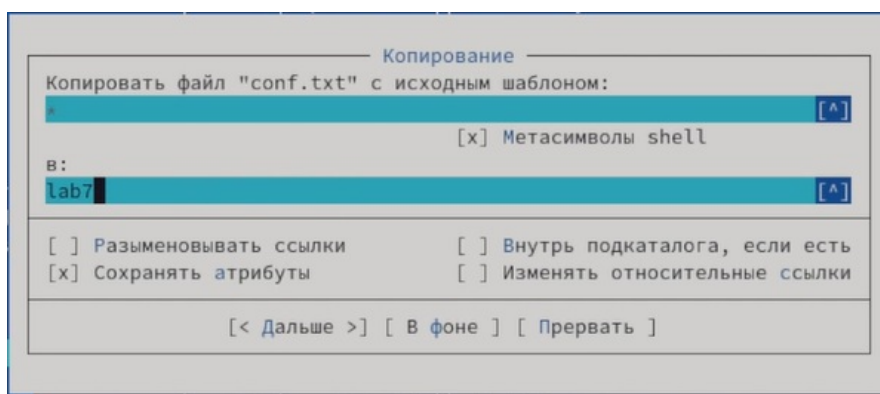 Копирование
Копировать файл "conf.txt" с исходным шаблоном:
* [^]
[x] Метасимволы shell
в:
lab7 [^]
[ ] Разыменовывать ссылки [ ] Внутрь подкаталога, если есть
[x] Сохранять атрибуты [ ] Изменять относительные ссылки
[< Дальше >] [ В фоне ] [ Прервать ]